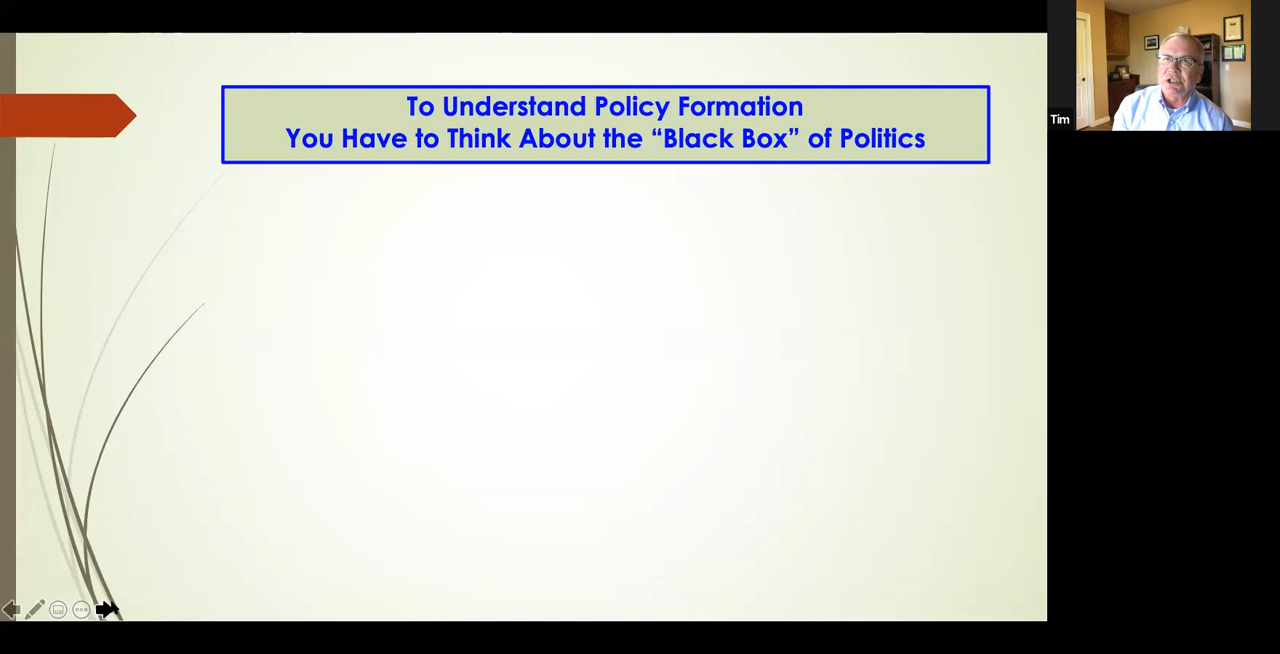 To Understand Policy Formation
You Have to Think About the “Black Box” of Politics
Tim